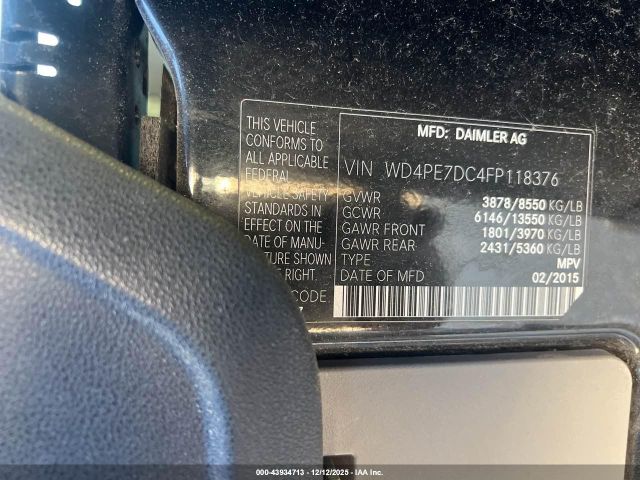 THIS VEHICLE
CONFORMS TO
ALL APPLICABLE
FEDERAL
VEHICLE SAFETY
STANDARDS IN
EFFECT ON THE
DATE OF MANU-
TURE SHOWN
RIGHT.
CODE
7
MFD: DAIMLER AG
VIN WD4PE7DC4FP118376
GVWR 3878/8550 KG/LB
GCWR 6146/13550 KG/LB
GAWR FRONT 1801/3970 KG/LB
GAWR REAR 2431/5360 KG/LB
TYPE MPV
DATE OF MFD 02/2015
000-43934713 - 12/12/2025 - IAA Inc.